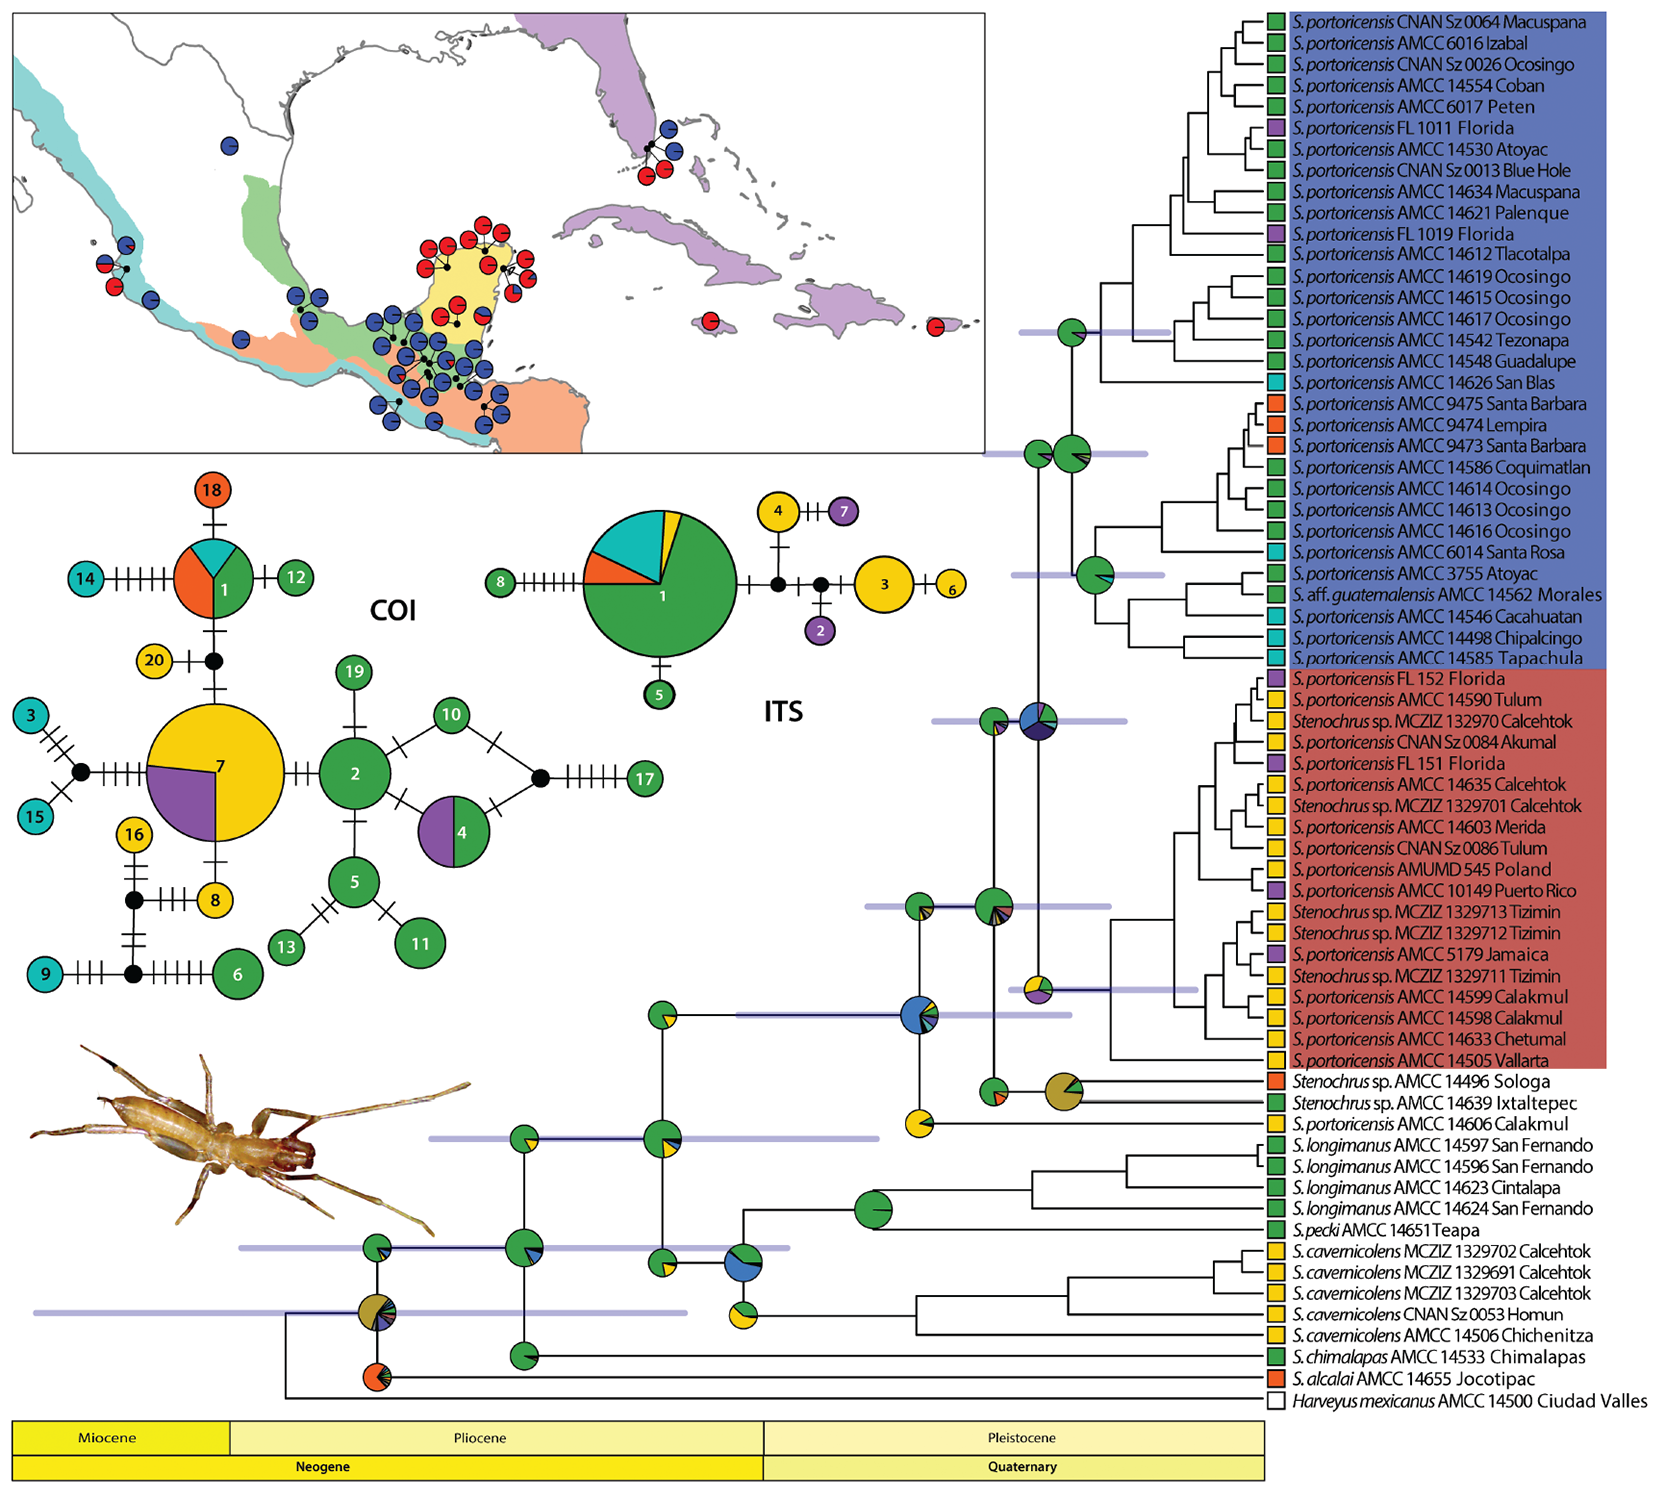 S. portoricensis CNAN Sz 0064 Macuspana
S. portoricensis AMCC 6016 Izabal
S. portoricensis CNAN Sz 0026 Ocosingo
S. portoricensis AMCC 14554 Coban
S. portoricensis AMCC 6017 Peten
S. portoricensis FL 1011 Florida
S. portoricensis AMCC 14530 Atoyac
S. portoricensis CNAN Sz 0013 Blue Hole
S. portoricensis AMCC 14634 Macuspana
S. portoricensis AMCC 14621 Palenque
S. portoricensis FL 1019 Florida
S. portoricensis AMCC 14612 Tlacotalpa
S. portoricensis AMCC 14619 Ocosingo
S. portoricensis AMCC 14615 Ocosingo
S. portoricensis AMCC 14617 Ocosingo
S. portoricensis AMCC 14542 Tezonapa
S. portoricensis AMCC 14548 Guadalupe
S. portoricensis AMCC 14626 San Blas
S. portoricensis AMCC 9475 Santa Barbara
S. portoricensis AMCC 9474 Lempira
S. portoricensis AMCC 9473 Santa Barbara
S. portoricensis AMCC 14586 Coquimatlan
S. portoricensis AMCC 14614 Ocosingo
S. portoricensis AMCC 14613 Ocosingo
S. portoricensis AMCC 14616 Ocosingo
S. portoricensis AMCC 6014 Santa Rosa
S. portoricensis AMCC 3755 Atoyac
S. aff. guatemalensis AMCC 14562 Morales
S. portoricensis AMCC 14546 Cacahuatan
S. portoricensis AMCC 14498 Chipalcingo
S. portoricensis AMCC 14585 Tapachula
S. portoricensis FL 152 Florida
S. portoricensis AMCC 14590 Tulum
Stenochrus sp. MCZIZ 132970 Calcehtok
S. portoricensis CNAN Sz 0084 Akumal
S. portoricensis FL 151 Florida
S. portoricensis AMCC 14635 Calcehtok
Stenochrus sp. MCZIZ 1329701 Calcehtok
S. portoricensis AMCC 14603 Merida
S. portoricensis CNAN Sz 0086 Tulum
S. portoricensis AMUMD 545 Poland
S. portoricensis AMCC 10149 Puerto Rico
Stenochrus sp. MCZIZ 1329713 Tizimin
Stenochrus sp. MCZIZ 1329712 Tizimin
S. portoricensis AMCC 5179 Jamaica
Stenochrus sp. MCZIZ 1329711 Tizimin
S. portoricensis AMCC 14599 Calakmul
S. portoricensis AMCC 14598 Calakmul
S. portoricensis AMCC 14633 Chetumal
S. portoricensis AMCC 14505 Vallarta
Stenochrus sp. AMCC 14496 Sologa
Stenochrus sp. AMCC 14639 Ixtaltepec
S. portoricensis AMCC 14606 Calakmul
S. longimanus AMCC 14597 San Fernando
S. longimanus AMCC 14596 San Fernando
S. longimanus AMCC 14623 Cintalapa
S. longimanus AMCC 14624 San Fernando
S. pecki AMCC 14651 Teapa
S. cavernicolens MCZIZ 1329702 Calcehtok
S. cavernicolens MCZIZ 1329691 Calcehtok
S. cavernicolens MCZIZ 1329703 Calcehtok
S. cavernicolens CNAN Sz 0053 Homun
S. cavernicolens AMCC 14506 Chichenitza
S. chimalapas AMCC 14533 Chimalapas
S. alcalai AMCC 14655 Jocotipac
Harveyus mexicanus AMCC 14500 Ciudad Valles
18
14
1
12
COI
20
3
19
10
7
2
17
15
16
4
8
5
13
11
9
6
4
7
8
1
3
6
2
5
ITS
Miocene
Pliocene
Pleistocene
Neogene
Quaternary